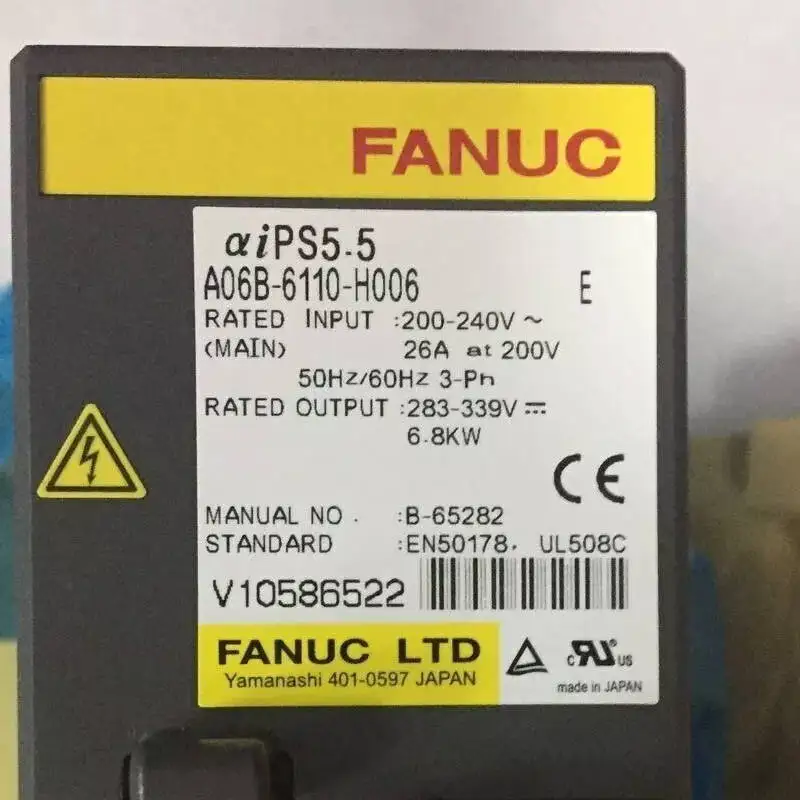 FANUC
αiPS5.5
A06B-6110-H006 E
RATED INPUT :200-240V ~
(MAIN) 26A at 200V
50Hz/60Hz 3-Ph
RATED OUTPUT :283-339V ⎓
6.8KW
CE
MANUAL NO. :B-65282
STANDARD :EN50178, UL508C
V10586522
FANUC LTD
Yamanashi 401-0597 JAPAN
c RU US
made in JAPAN